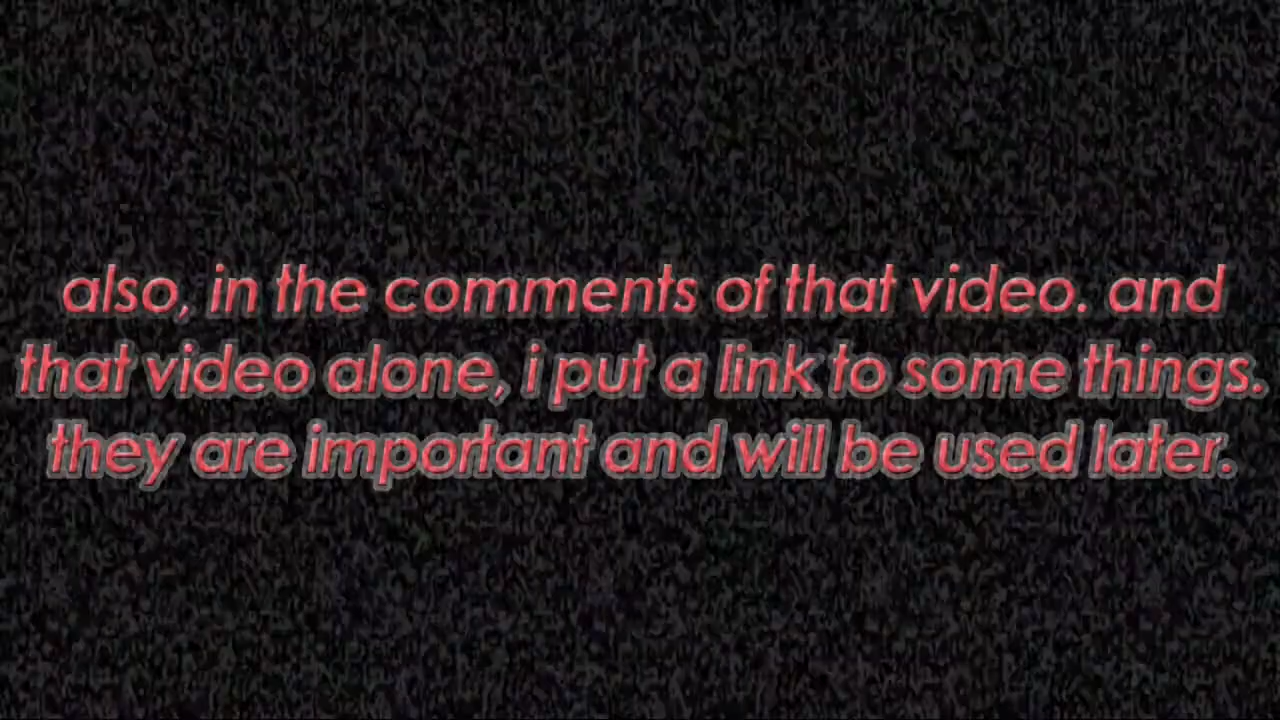 also, in the comments of that video. and
that video alone, i put a link to some things.
they are important and will be used later.